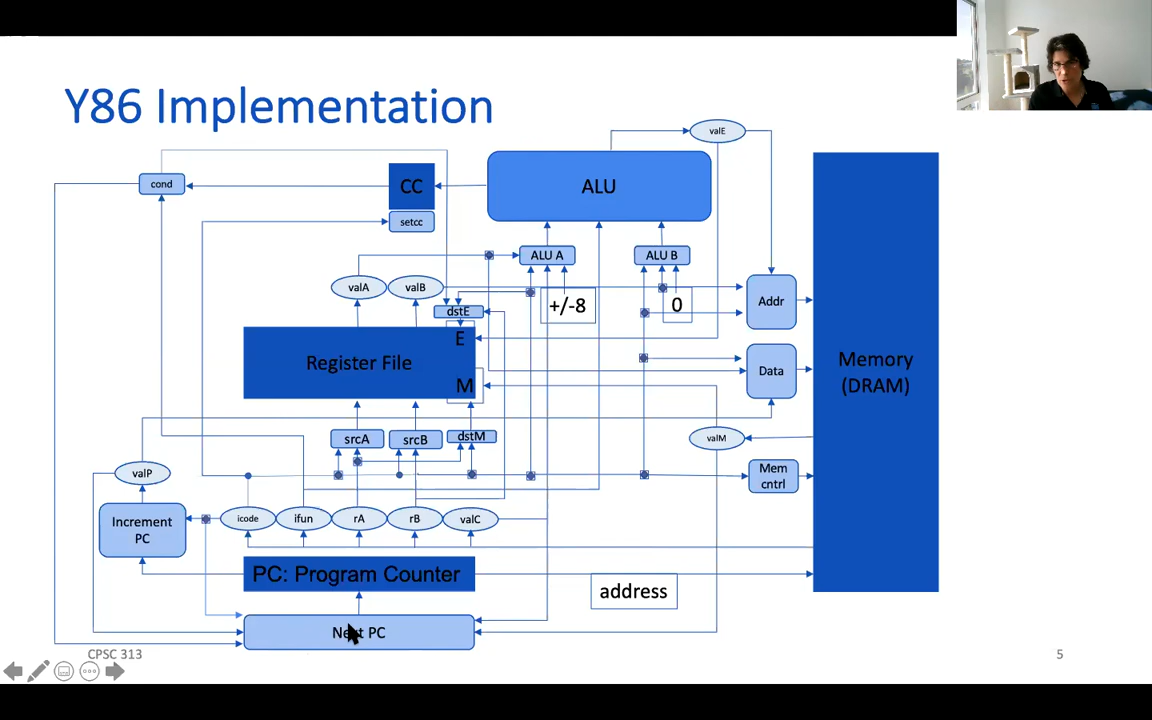 Y86 Implementation
valE
cond
CC
ALU
setcc
ALU A
ALU B
valA
valB
dstE
+/-8
0
Addr
E
Register File
M
Memory
(DRAM)
Data
srcA
srcB
dstM
valM
valP
Mem
cntrl
Increment
PC
icode
ifun
rA
rB
valC
PC: Program Counter
address
Next PC
CPSC 313
5